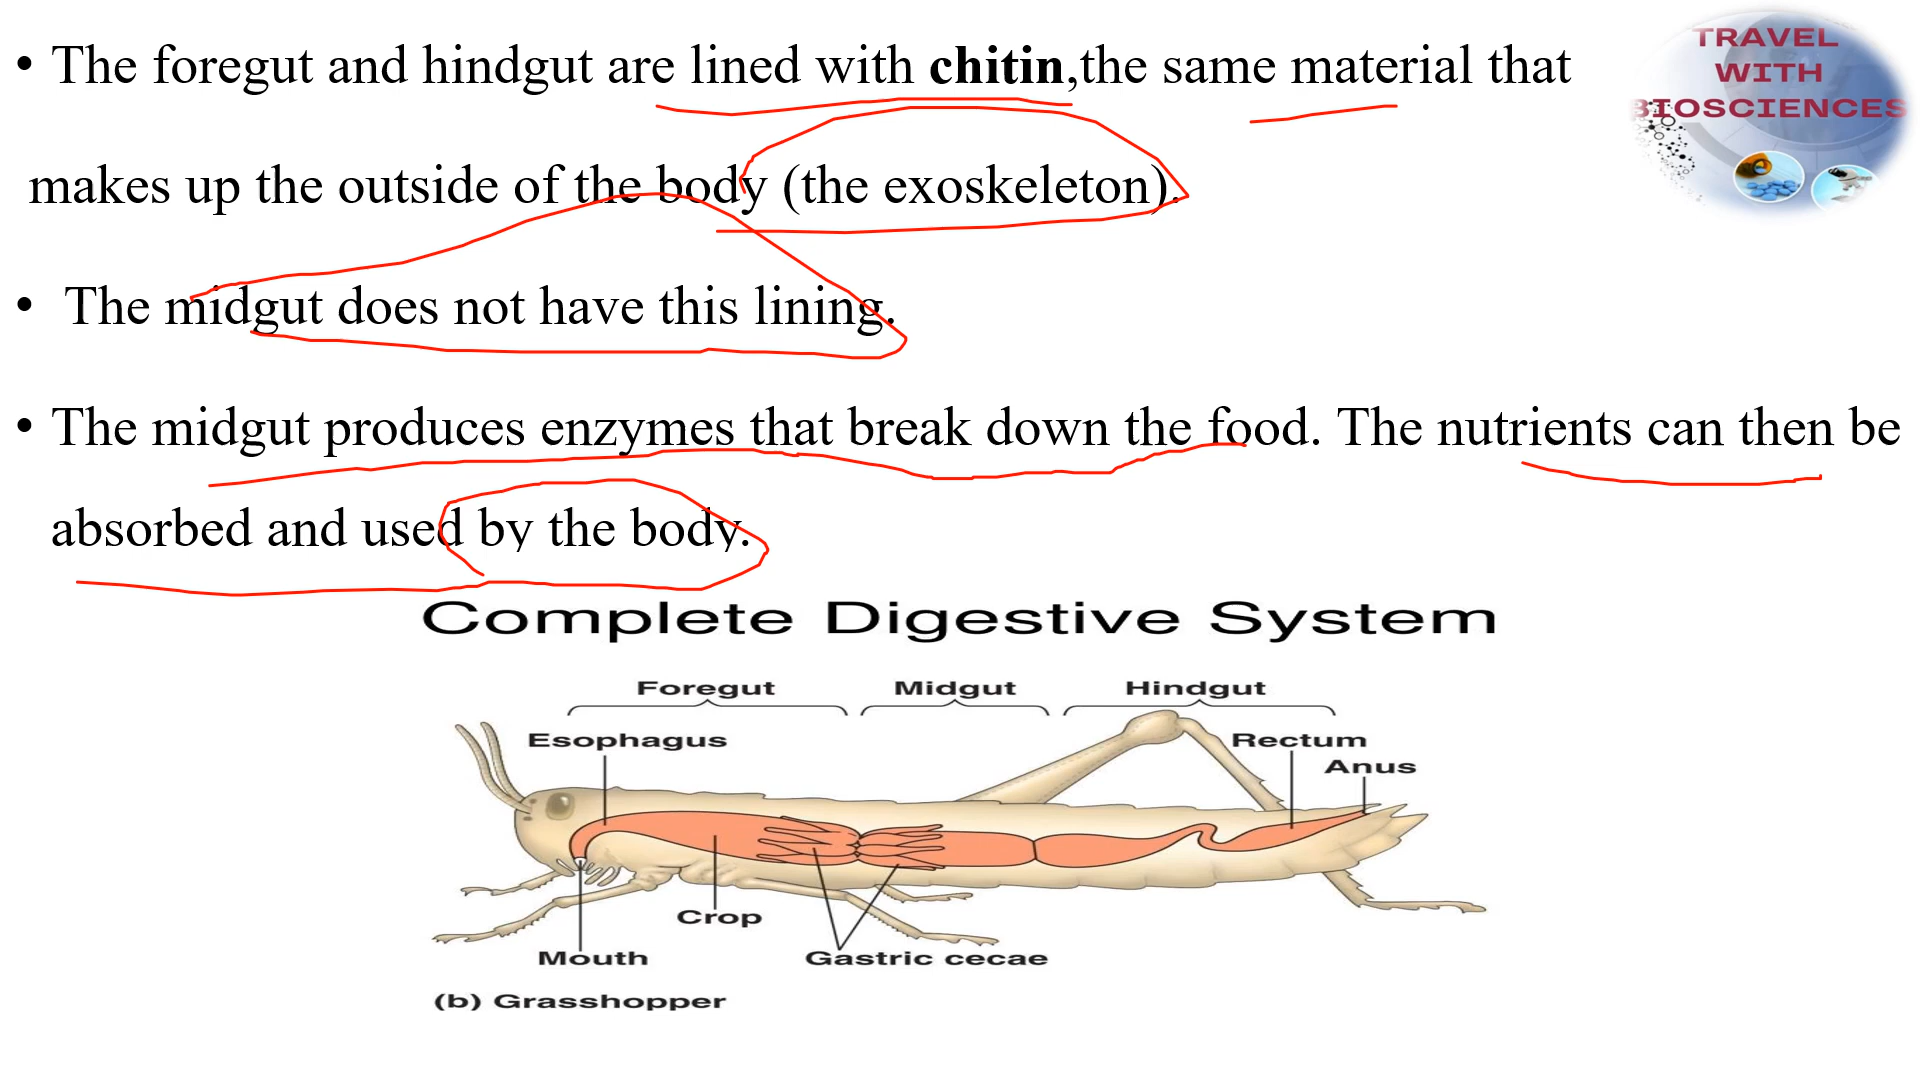 • The foregut and hindgut are lined with chitin,the same material that
makes up the outside of the body (the exoskeleton).
• The midgut does not have this lining.
• The midgut produces enzymes that break down the food. The nutrients can then be
absorbed and used by the body.
TRAVEL
WITH
BIOSCIENCES
Complete Digestive System
Foregut Midgut Hindgut
Esophagus Rectum
Anus
Crop
Mouth Gastric cecae
(b) Grasshopper